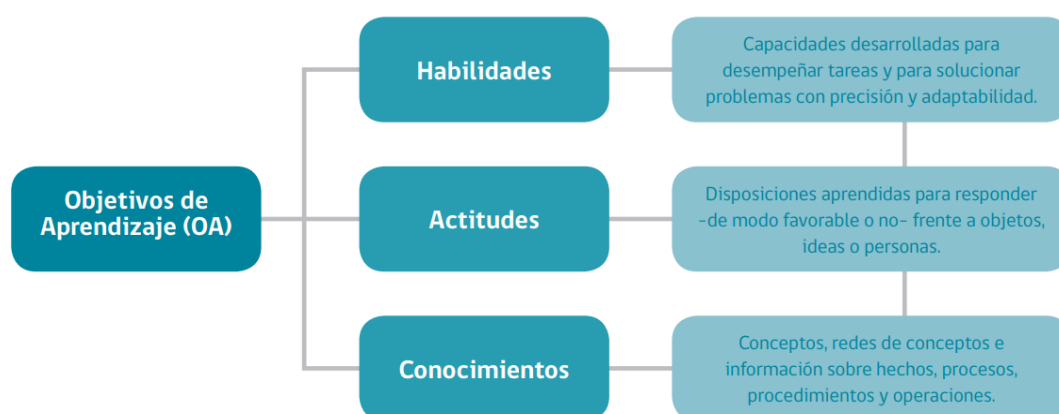 Objetivos de
Aprendizaje (OA)
Habilidades
Capacidades desarrolladas para
desempeñar tareas y para solucionar
problemas con precisión y adaptabilidad.
Actitudes
Disposiciones aprendidas para responder
-de modo favorable o no- frente a objetos,
ideas o personas.
Conocimientos
Conceptos, redes de conceptos e
información sobre hechos, procesos,
procedimientos y operaciones.